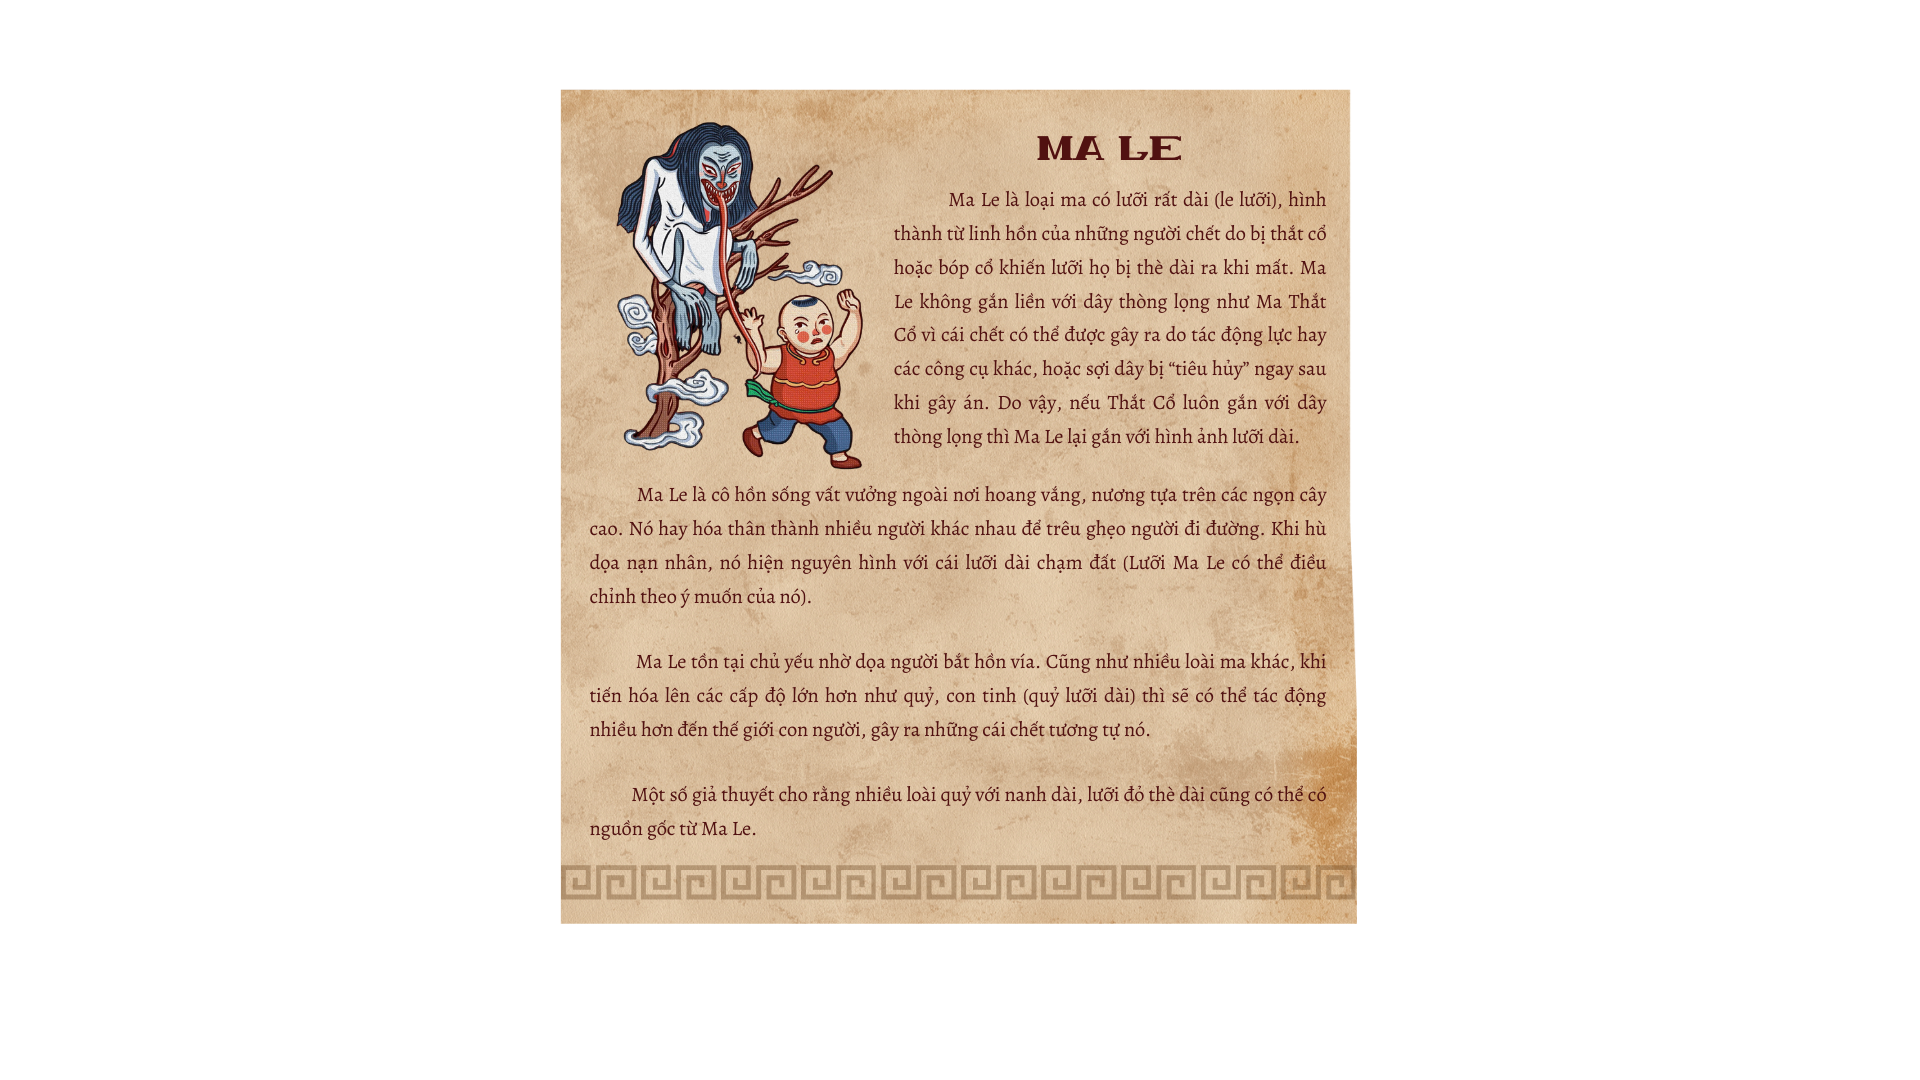 MA LE
Ma Le là loại ma có lưỡi rất dài (le lưỡi), hình
thành từ linh hồn của những người chết do bị thắt cổ
hoặc bóp cổ khiến lưỡi họ bị thè dài ra khi mất. Ma
Le không gắn liền với dây thòng lọng như Ma Thắt
Cổ vì cái chết có thể được gây ra do tác động lực hay
các công cụ khác, hoặc sợi dây bị “tiêu hủy” ngay sau
khi gây án. Do vậy, nếu Thắt Cổ luôn gắn với dây
thòng lọng thì Ma Le lại gắn với hình ảnh lưỡi dài.
Ma Le là cô hồn sống vất vưởng ngoài nơi hoang vắng, nương tựa trên các ngọn cây
cao. Nó hay hóa thân thành nhiều người khác nhau để trêu ghẹo người đi đường. Khi hù
dọa nạn nhân, nó hiện nguyên hình với cái lưỡi dài chạm đất (Lưỡi Ma Le có thể điều
chỉnh theo ý muốn của nó).
Ma Le tồn tại chủ yếu nhờ dọa người bắt hồn vía. Cũng như nhiều loài ma khác, khi
tiến hóa lên các cấp độ lớn hơn như quỷ, con tinh (quỷ lưỡi dài) thì sẽ có thể tác động
nhiều hơn đến thế giới con người, gây ra những cái chết tương tự nó.
Một số giả thuyết cho rằng nhiều loài quỷ với nanh dài, lưỡi đỏ thè dài cũng có thể có
nguồn gốc từ Ma Le.